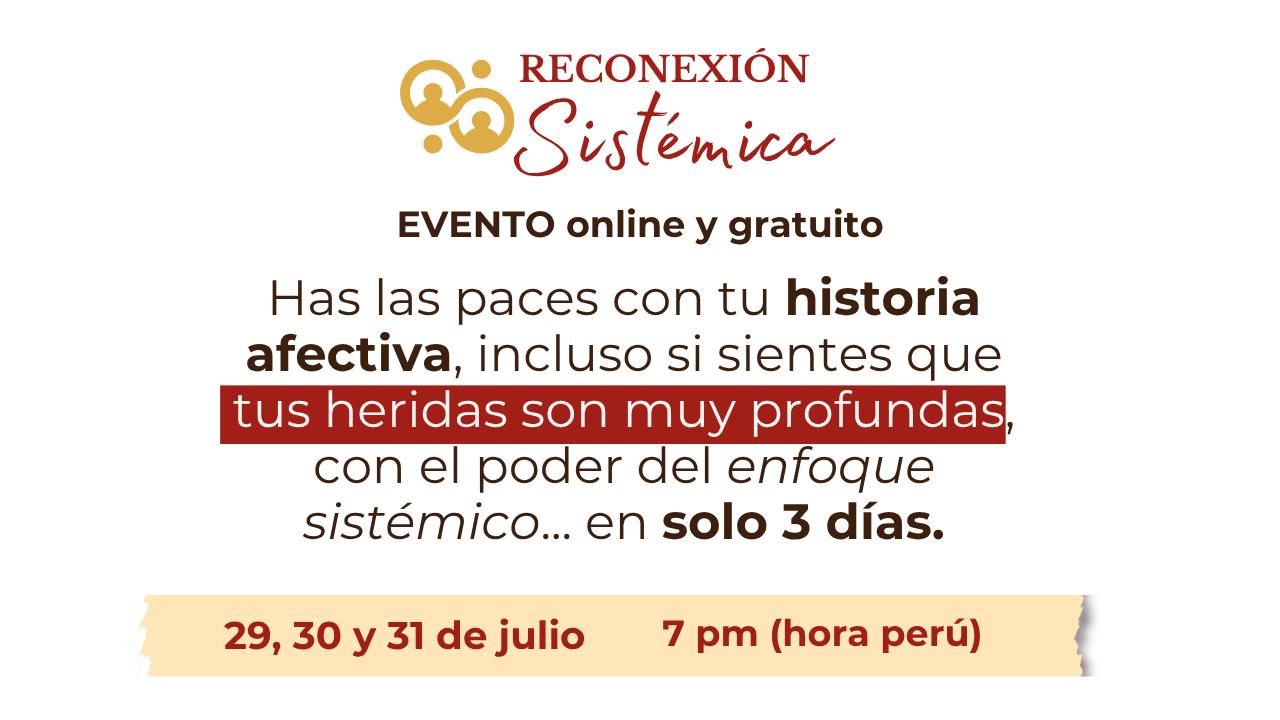 RECONEXIÓN
Sistémica
EVENTO online y gratuito
Has las paces con tu historia
afectiva, incluso si sientes que
tus heridas son muy profundas,
con el poder del enfoque
sistémico... en solo 3 días.
29, 30 y 31 de julio
7 pm (hora perú)